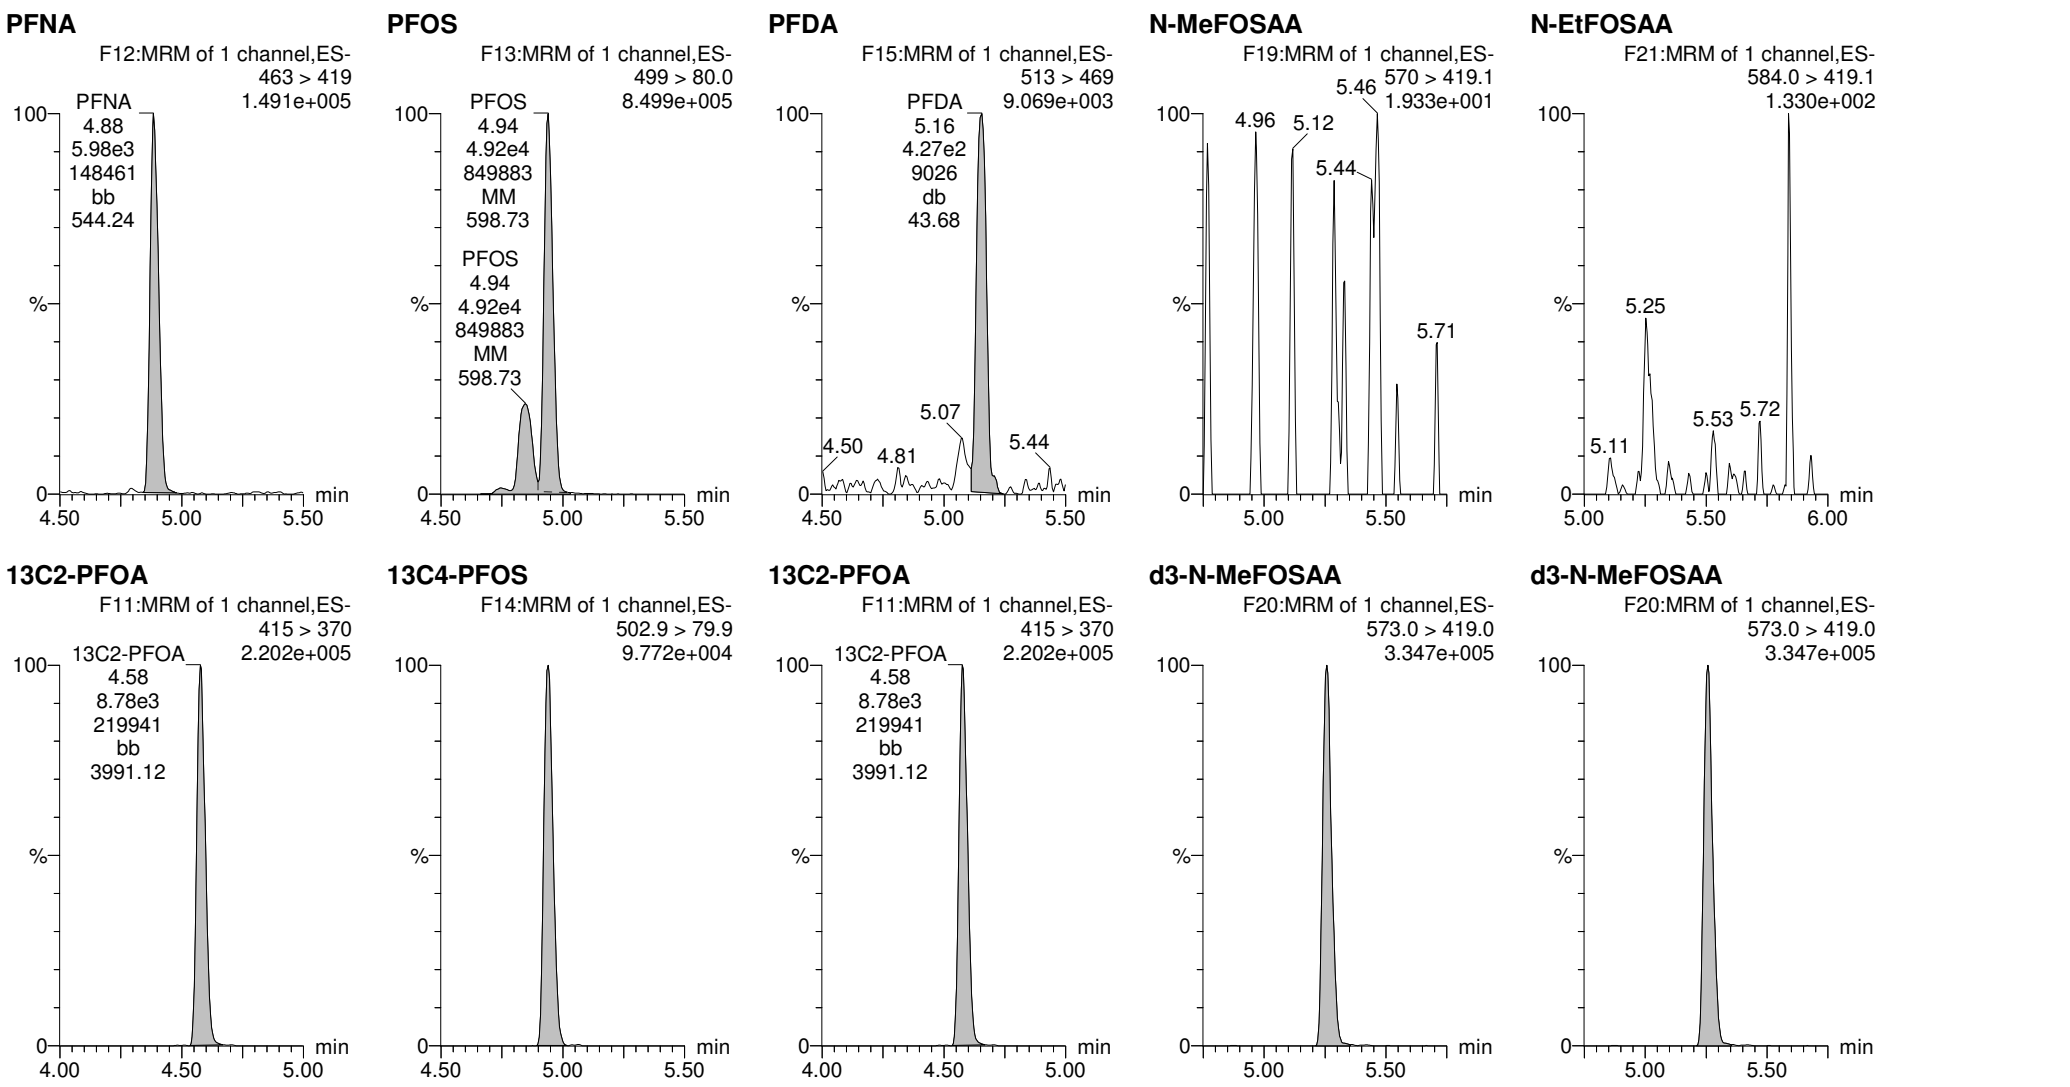 PFNA
F12:MRM of 1 channel,ES-
463 > 419
1.491e+005
PFNA
4.88
5.98e3
148461
bb
544.24
100
%
0
min
4.50
5.00
5.50
PFOS
F13:MRM of 1 channel,ES-
499 > 80.0
8.499e+005
PFOS
4.94
4.92e4
849883
MM
598.73
PFOS
4.94
4.92e4
849883
MM
598.73
100
%
0
min
4.50
5.00
5.50
PFDA
F15:MRM of 1 channel,ES-
513 > 469
9.069e+003
PFDA
5.16
4.27e2
9026
db
43.68
5.07
4.50
4.81
5.44
100
%
0
min
4.50
5.00
5.50
N-MeFOSAA
F19:MRM of 1 channel,ES-
570 > 419.1
1.933e+001
5.46
4.96
5.12
5.44
5.71
100
%
0
min
5.00
5.50
N-EtFOSAA
F21:MRM of 1 channel,ES-
584.0 > 419.1
1.330e+002
5.25
5.11
5.53
5.72
100
%
0
min
5.00
5.50
6.00
13C2-PFOA
F11:MRM of 1 channel,ES-
415 > 370
2.202e+005
13C2-PFOA
4.58
8.78e3
219941
bb
3991.12
100
%
0
min
4.00
4.50
5.00
13C4-PFOS
F14:MRM of 1 channel,ES-
502.9 > 79.9
9.772e+004
100
%
0
min
4.50
5.00
5.50
13C2-PFOA
F11:MRM of 1 channel,ES-
415 > 370
2.202e+005
13C2-PFOA
4.58
8.78e3
219941
bb
3991.12
100
%
0
min
4.00
4.50
5.00
d3-N-MeFOSAA
F20:MRM of 1 channel,ES-
573.0 > 419.0
3.347e+005
100
%
0
min
5.00
5.50
d3-N-MeFOSAA
F20:MRM of 1 channel,ES-
573.0 > 419.0
3.347e+005
100
%
0
min
5.00
5.50